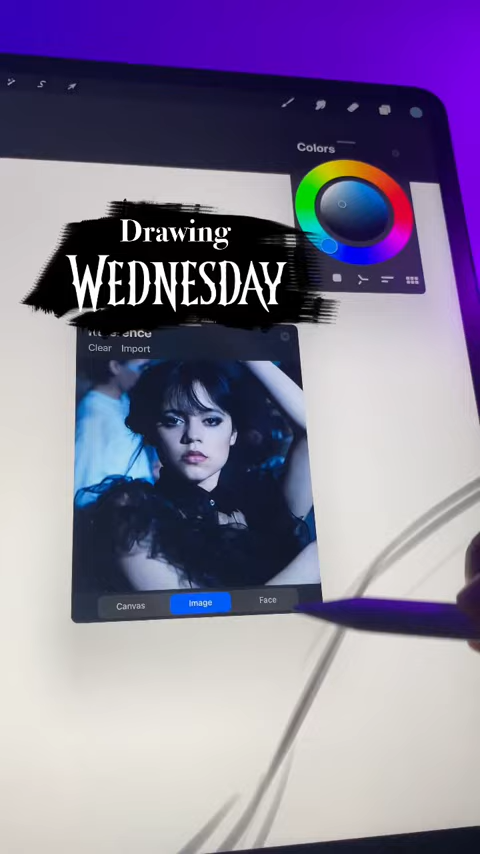 Colors
Drawing
WEDNESDAY
Clear Import
Canvas Image Face